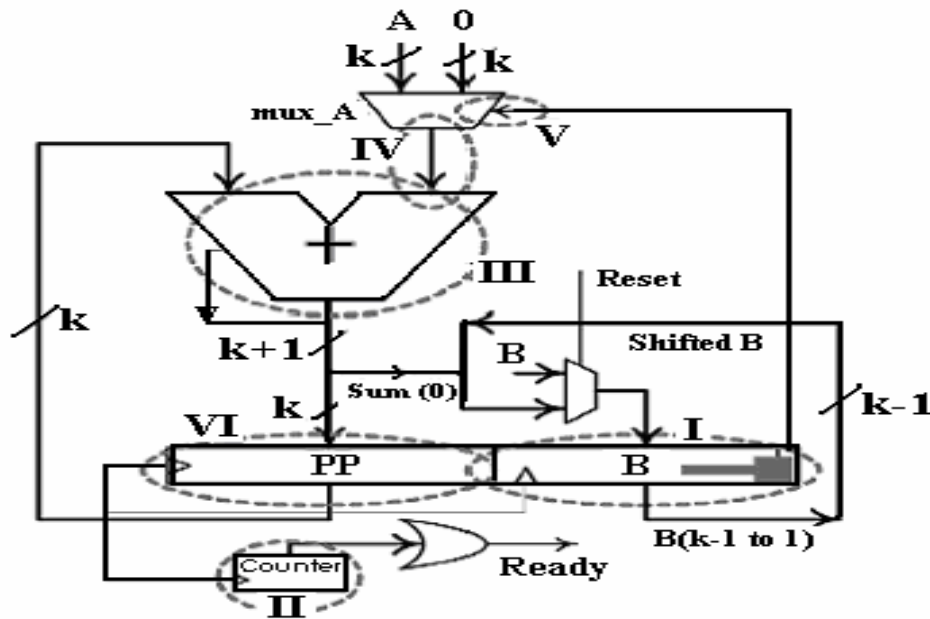 A 0
k k
mux_A
IV V
+
III
Reset
k
k+1
B
Shifted B
Sum (0)
k
k-1
VI
I
PP
B
B(k-1 to 1)
Counter
Ready
II